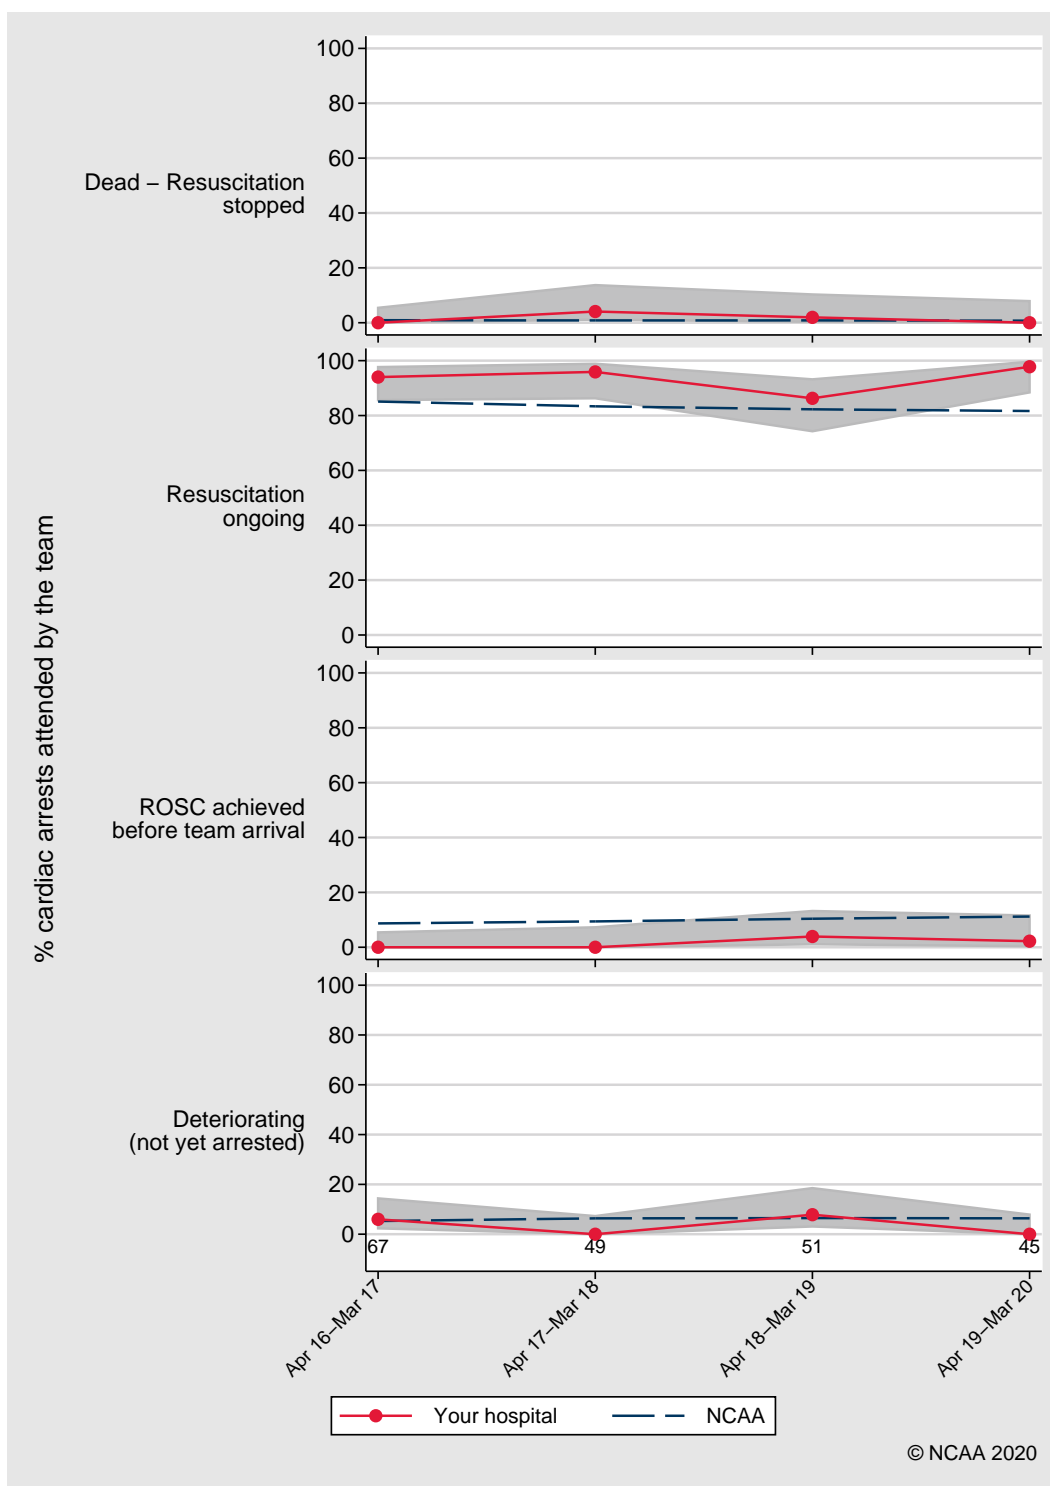 % cardiac arrests attended by the team
Dead – Resuscitation
stopped
100
80
60
40
20
0
Resuscitation
ongoing
100
80
60
40
20
0
ROSC achieved
before team arrival
100
80
60
40
20
0
Deteriorating
(not yet arrested)
100
80
60
40
20
0
67 49 51 45
Apr 16–Mar 17 Apr 17–Mar 18 Apr 18–Mar 19 Apr 19–Mar 20
Your hospital NCAA
© NCAA 2020